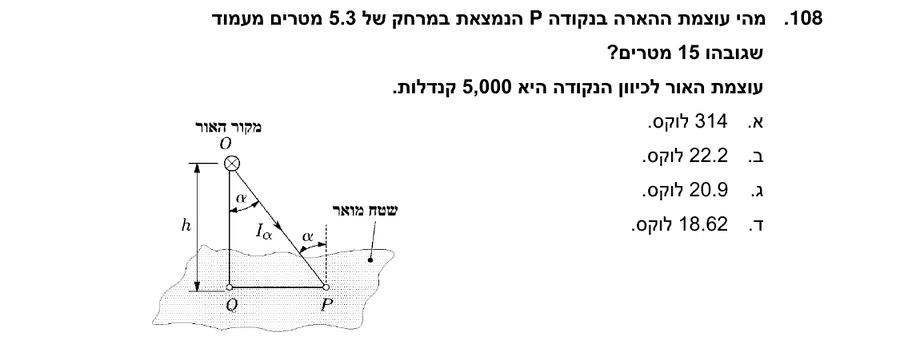 108. מהי עוצמת ההארה בנקודה P הנמצאת במרחק של 5.3 מטרים מעמוד
שגובהו 15 מטרים?
עוצמת האור לכיוון הנקודה היא 5,000 קנדלות.
א. 314 לוקס.
ב. 22.2 לוקס.
ג. 20.9 לוקס.
ד. 18.62 לוקס.
מקור האור
O
α
שטח מואר
h
Iα
α
Q
P